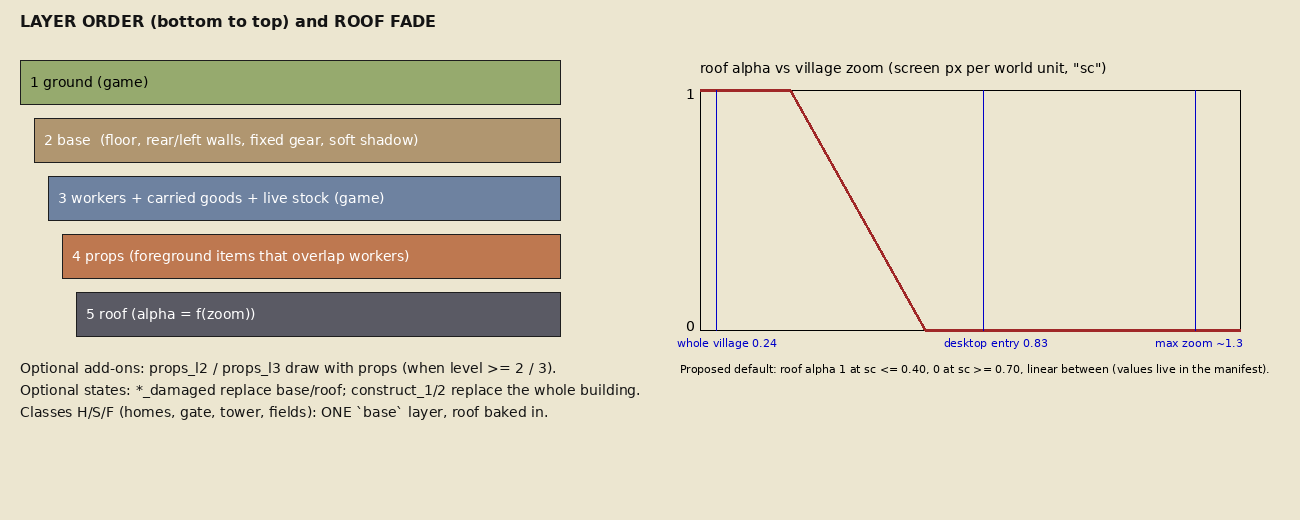 LAYER ORDER (bottom to top) and ROOF FADE
1 ground (game)
2 base  (floor, rear/left walls, fixed gear, soft shadow)
3 workers + carried goods + live stock (game)
4 props (foreground items that overlap workers)
5 roof (alpha = f(zoom))
Optional add-ons: props_l2 / props_l3 draw with props (when level >= 2 / 3).
Optional states: *_damaged replace base/roof; construct_1/2 replace the whole building.
Classes H/S/F (homes, gate, tower, fields): ONE `base` layer, roof baked in.
roof alpha vs village zoom (screen px per world unit, "sc")
1
0
whole village 0.24
desktop entry 0.83
max zoom ~1.3
Proposed default: roof alpha 1 at sc <= 0.40, 0 at sc >= 0.70, linear between (values live in the manifest).